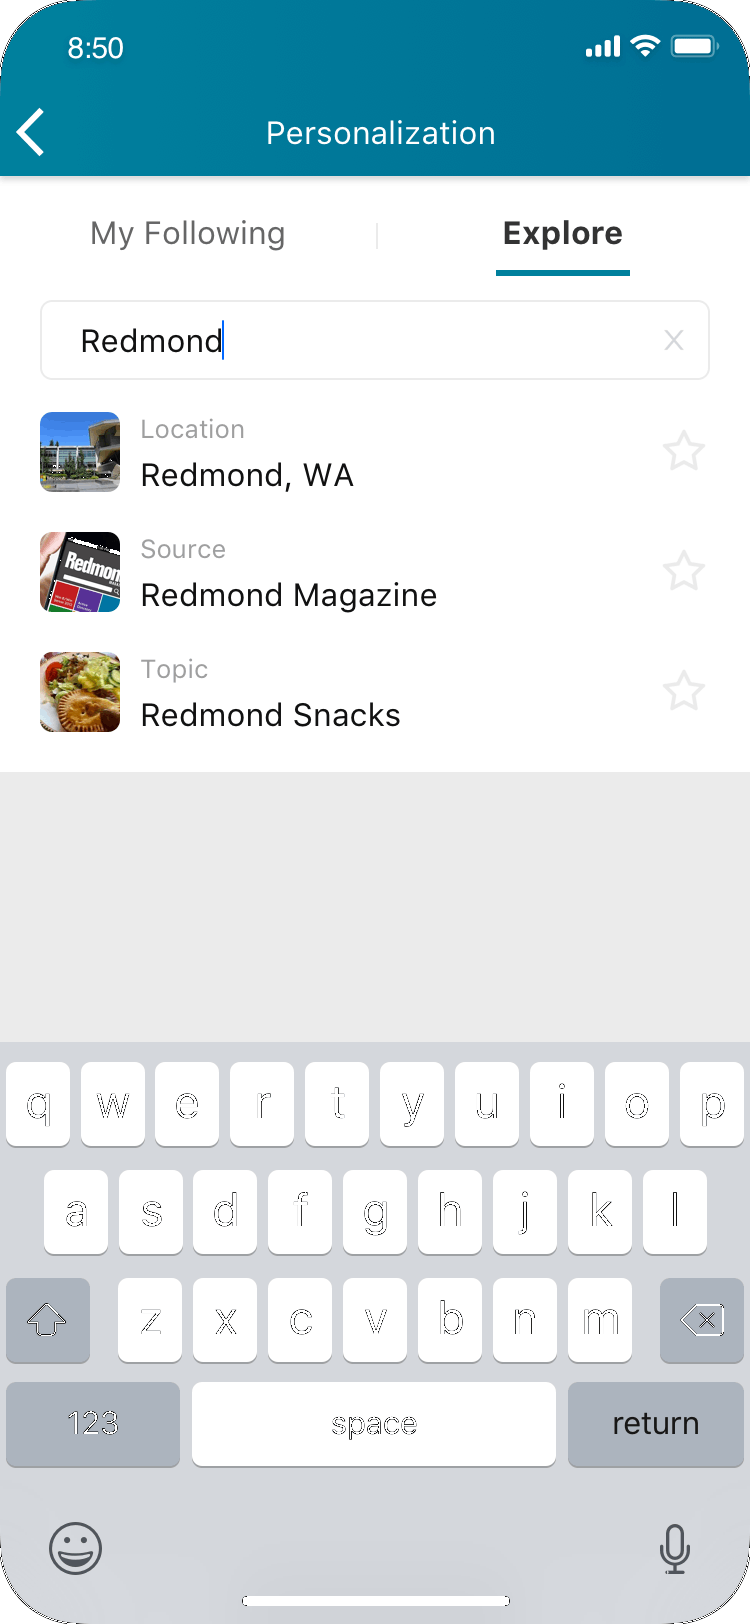 8:50
Personalization
My Following
Explore
Redmond
Location
Redmond, WA
Redmond
Source
Redmond Magazine
Topic
Redmond Snacks
q w e r t y u i o p
a s d f g h j k l
z x c v b n m
123 space return